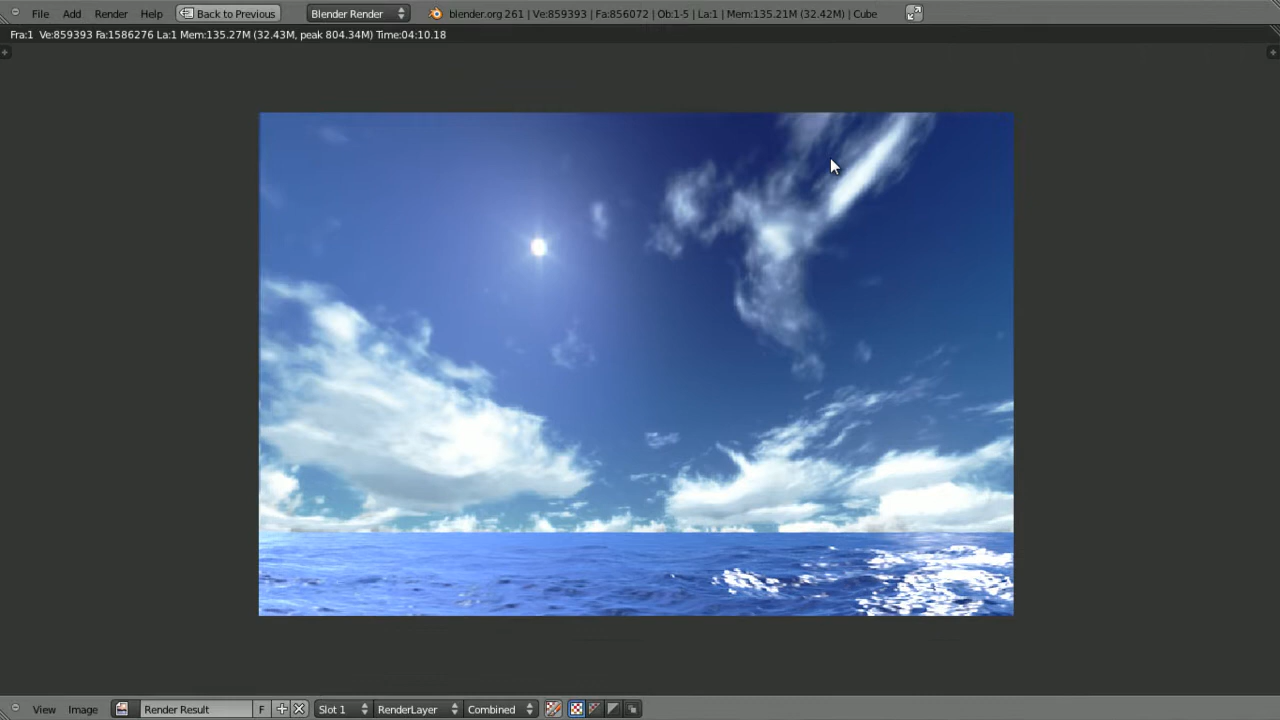 File Add Render Help Back to Previous Blender Render blender.org 261 | Ve:859393 | Fa:856072 | Ob:1-5 | La:1 | Mem:135.21M (32.42M) | Cube
Fra:1 Ve:859393 Fa:1586276 La:1 Mem:135.27M (32.43M, peak 804.34M) Time:04:10.18
View Image Render Result F Slot 1 RenderLayer Combined